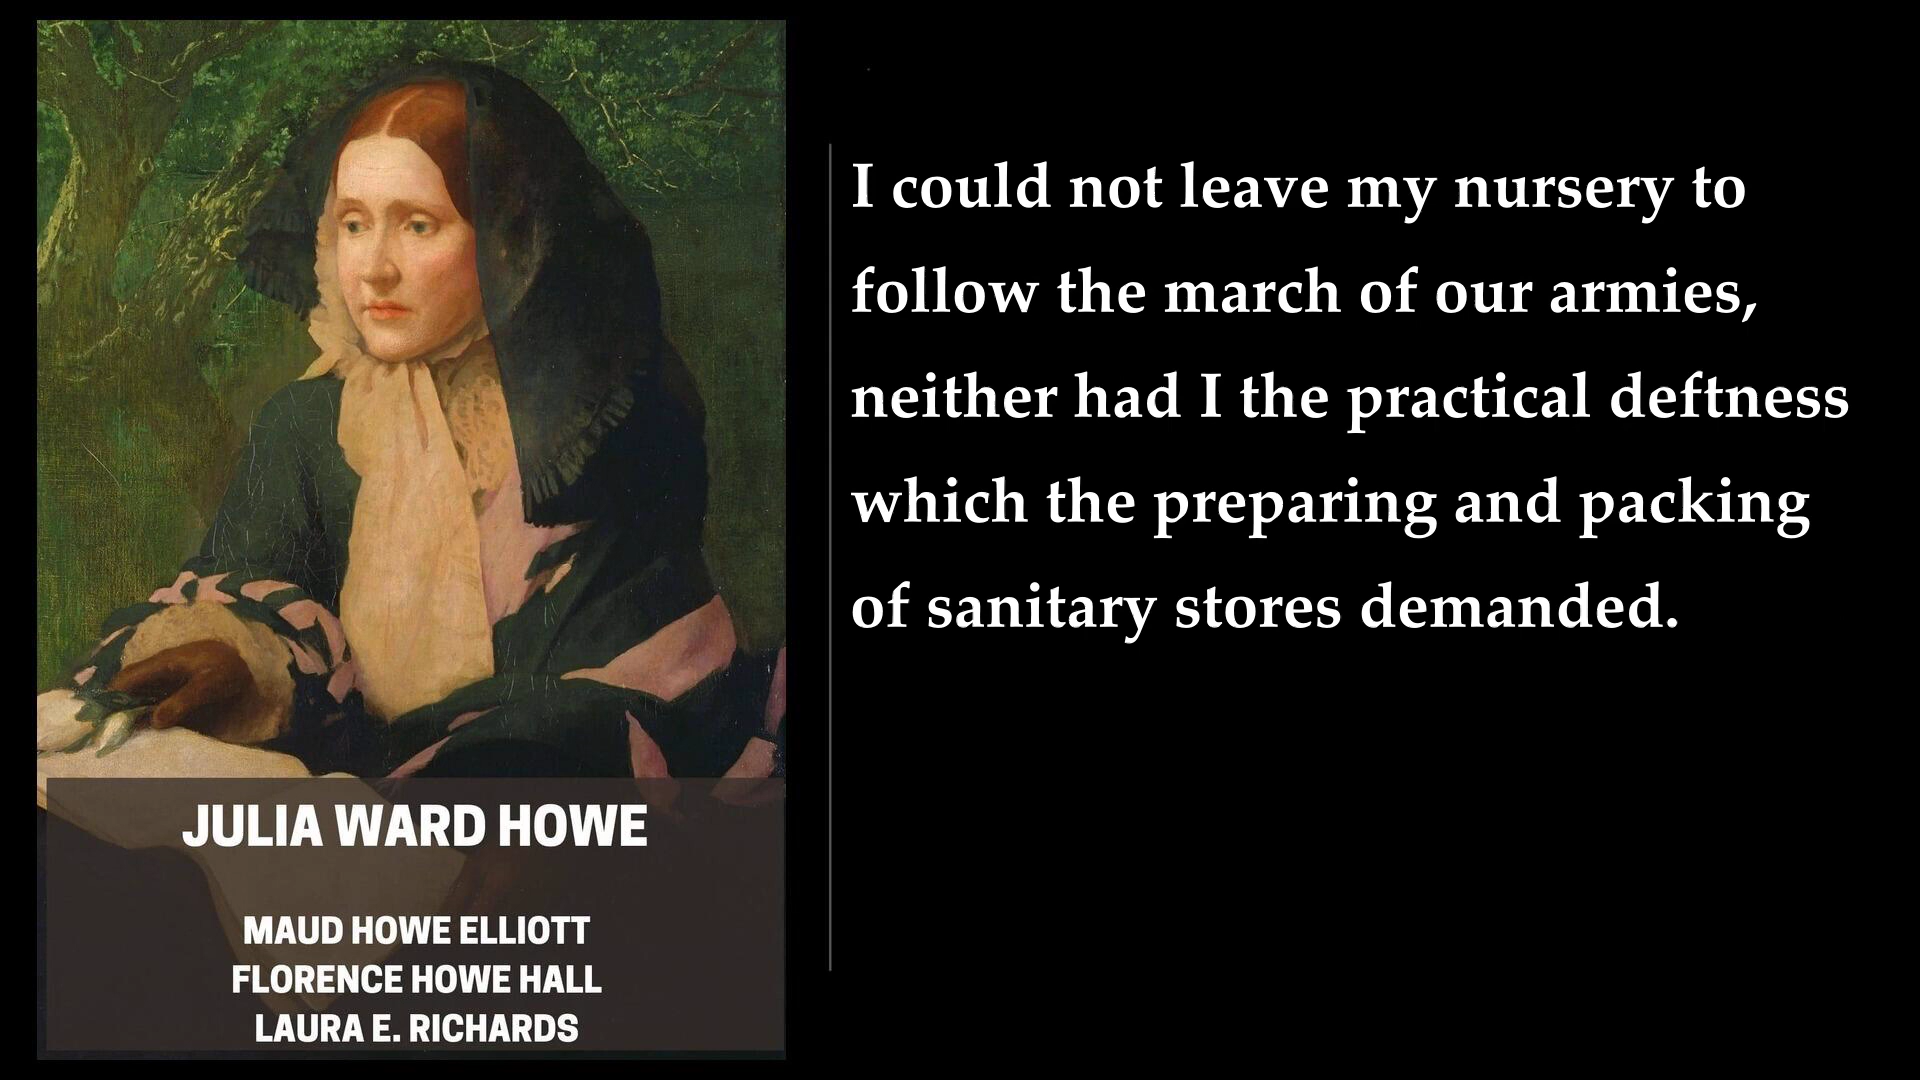 JULIA WARD HOWE
MAUD HOWE ELLIOTT
FLORENCE HOWE HALL
LAURA E. RICHARDS
I could not leave my nursery to
follow the march of our armies,
neither had I the practical deftness
which the preparing and packing
of sanitary stores demanded.